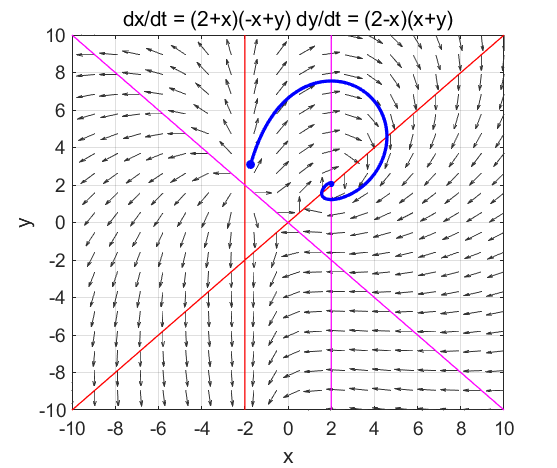 dx/dt = (2+x)(-x+y) dy/dt = (2-x)(x+y)
10
8
6
4
2
0
-2
-4
-6
-8
-10
y
-10 -8 -6 -4 -2 0 2 4 6 8 10
x